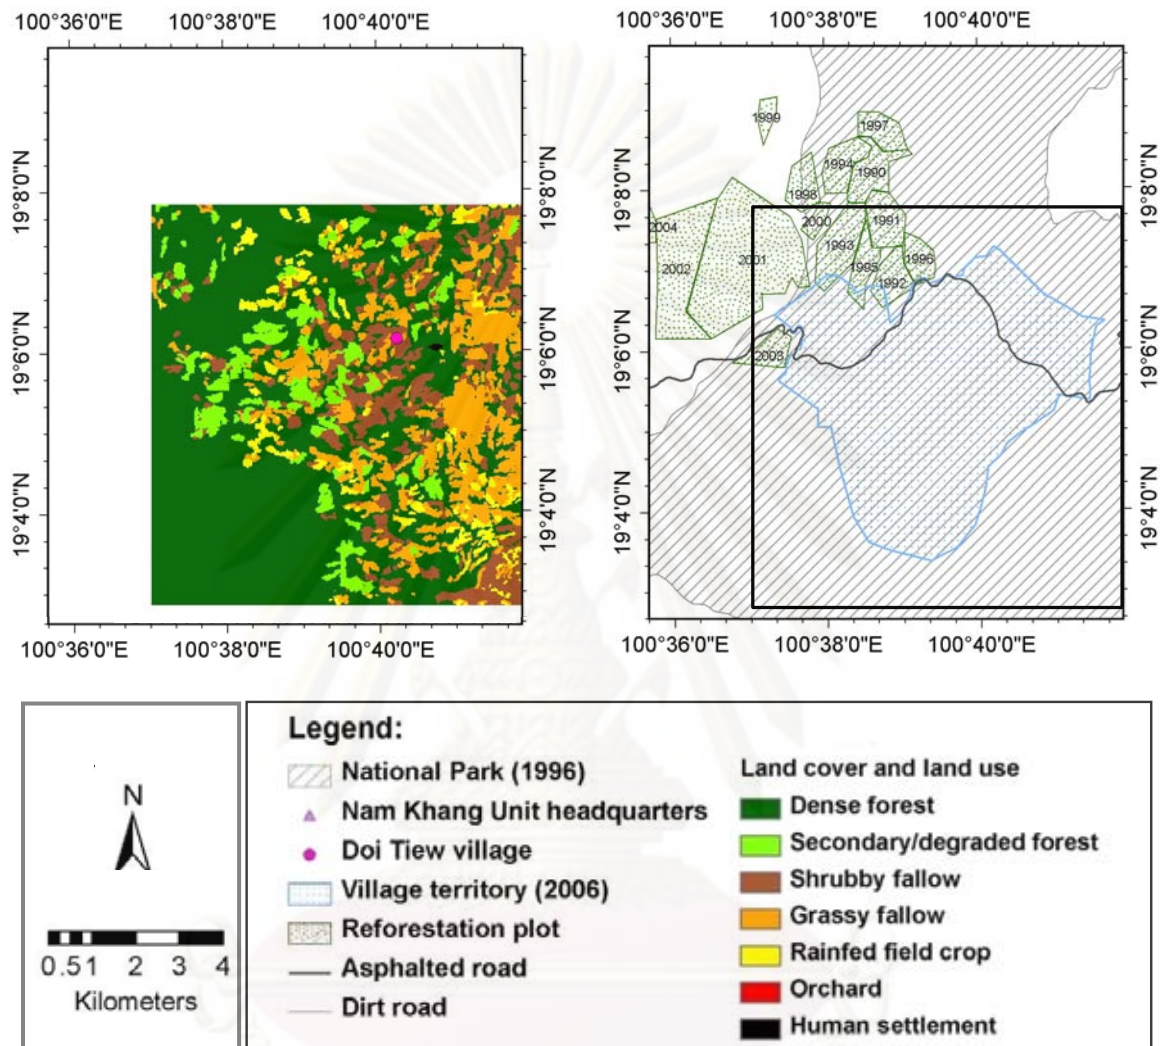 100°36'0"E 100°38'0"E 100°40'0"E
100°36'0"E 100°38'0"E 100°40'0"E
19°8'0"N
19°6'0"N
19°4'0"N
19°8'0"N
19°6'0"N
19°4'0"N
19°8'0"N
19°6'0"N
19°4'0"N
19°8'0"N
19°6'0"N
19°4'0"N
1999
1997
1994
1990
1998
2000
1991
2004
1993
1996
2001
2002
1995
1992
2003
100°36'0"E 100°38'0"E 100°40'0"E
100°36'0"E 100°38'0"E 100°40'0"E
N
0 .5 1 2 3 4
Kilometers
Legend:
National Park (1996)
Nam Khang Unit headquarters
Doi Tiew village
Village territory (2006)
Reforestation plot
Asphalted road
Dirt road
Land cover and land use
Dense forest
Secondary/degraded forest
Shrubby fallow
Grassy fallow
Rainfed field crop
Orchard
Human settlement